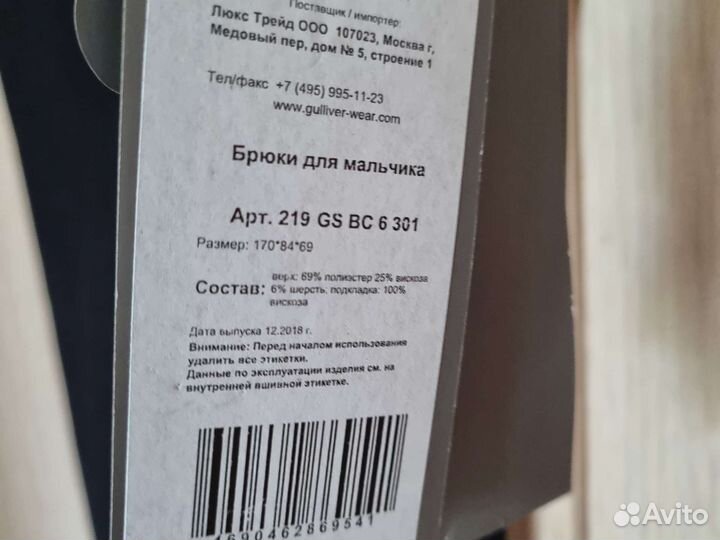 Поставщик / импортер:
Люкс Трейд ООО 107023, Москва г,
Медовый пер, дом № 5, строение 1
Тел/факс +7 (495) 995-11-23
www.gulliver-wear.com
Брюки для мальчика
Арт. 219 GS BC 6 301
Размер: 170*84*69
Состав: верх: 69% полиэстер 25% вискоза
6% шерсть, подкладка: 100%
вискоза
Дата выпуска 12.2018 г.
Внимание: Перед началом использования
удалить все этикетки.
Данные по эксплуатации изделия см. на
внутренней вшивной этикетке.
4690462869541
Avito